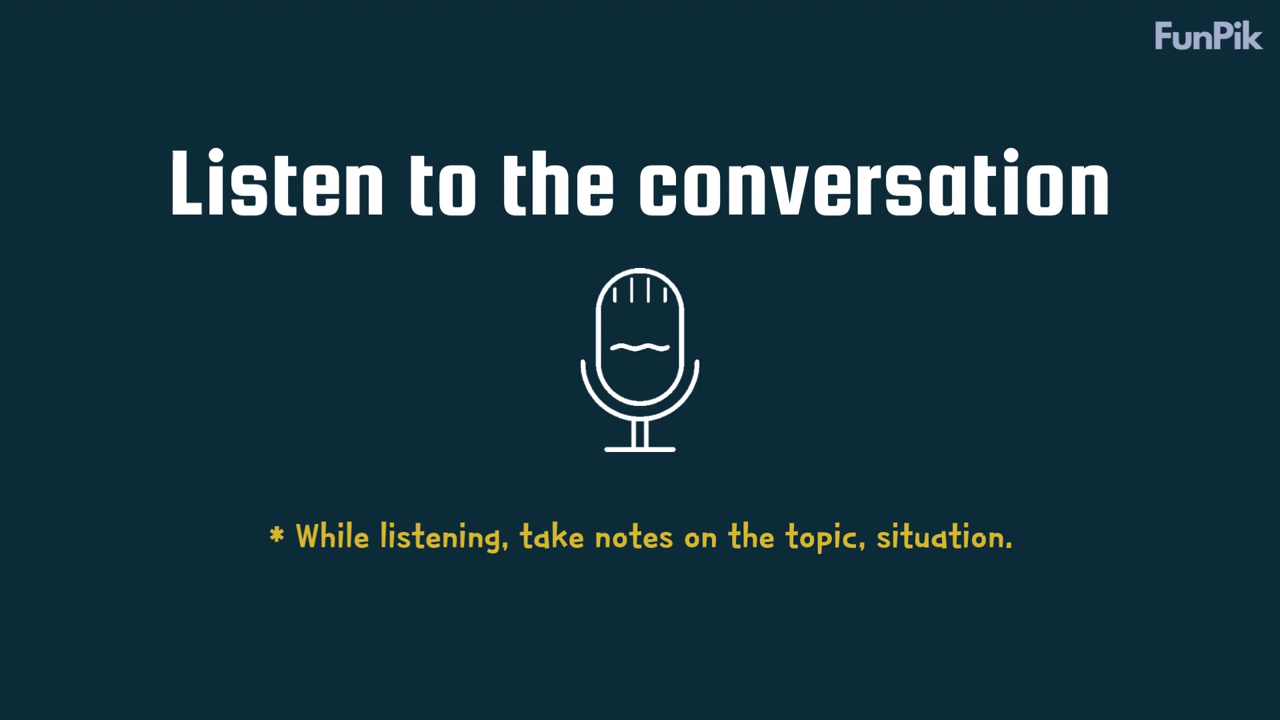 FunPik
Listen to the conversation
* While listening, take notes on the topic, situation.